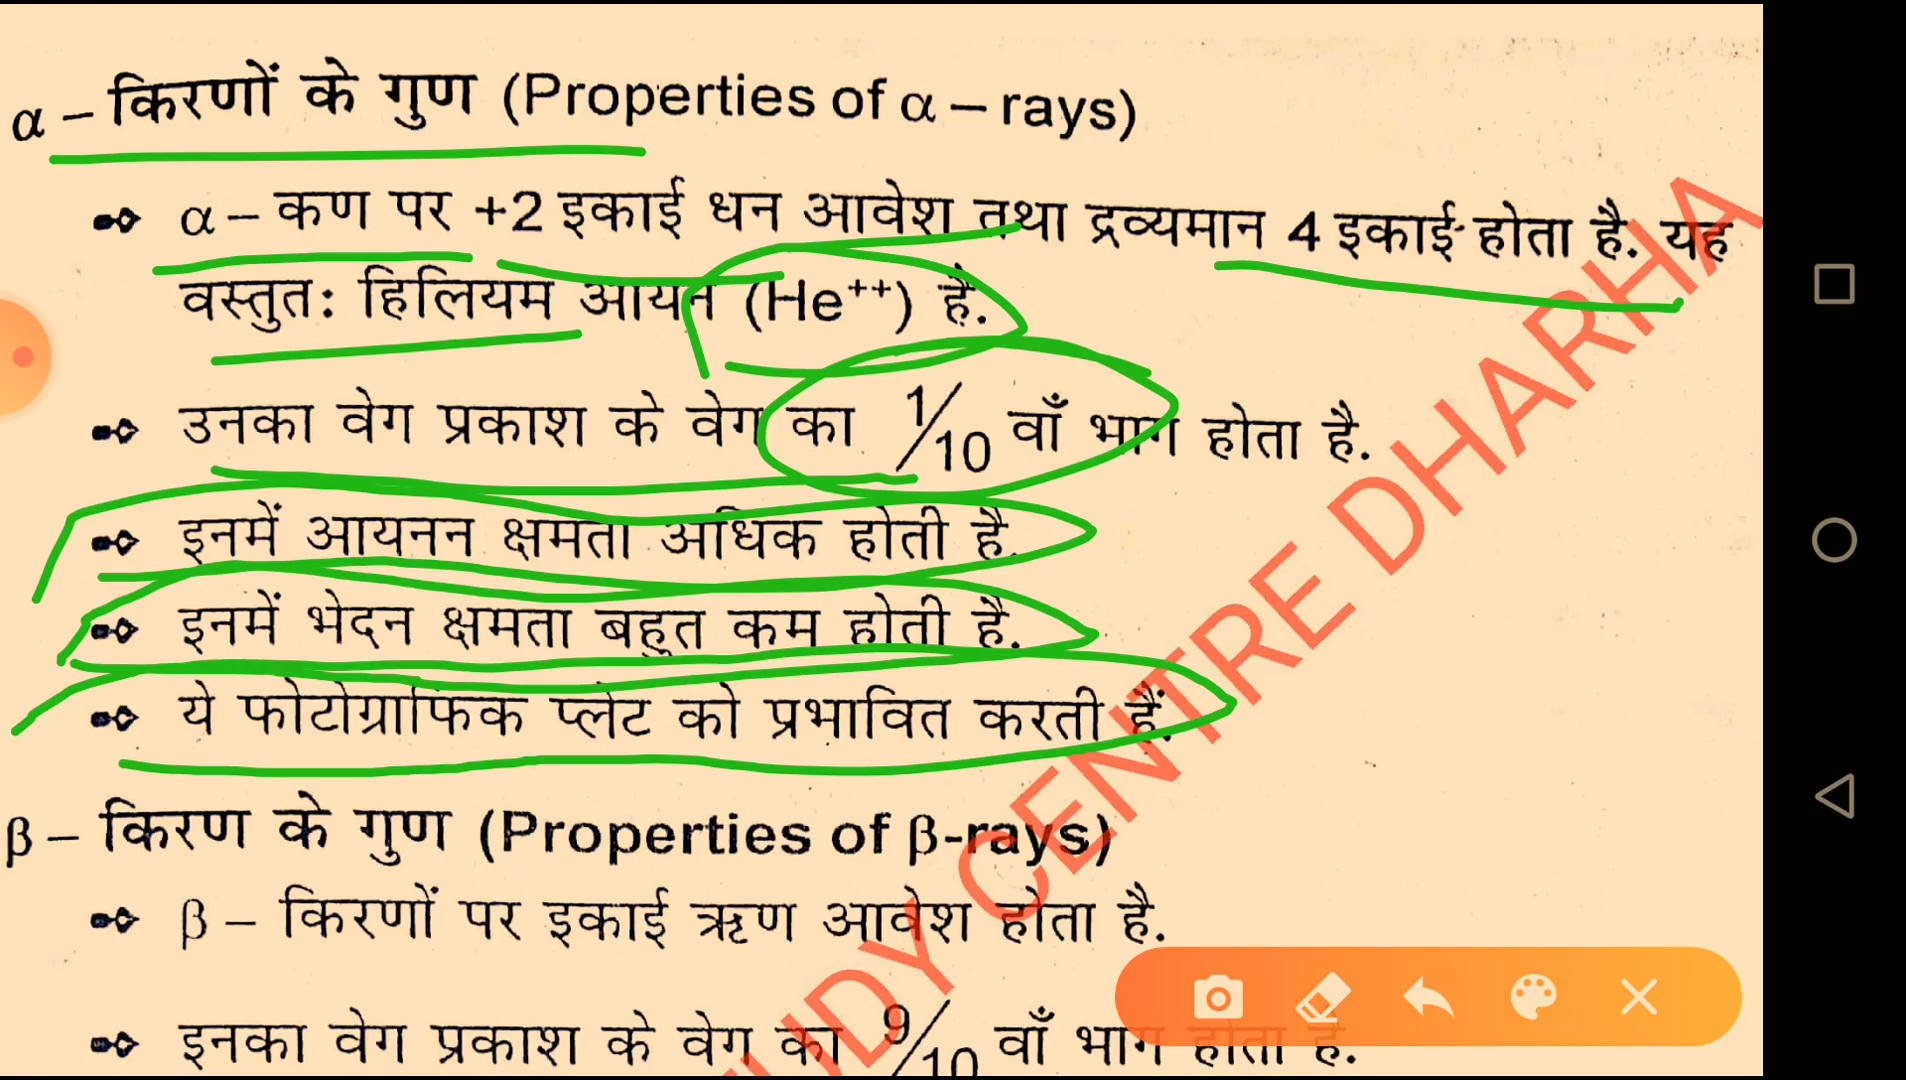 α – किरणों के गुण (Properties of α – rays)
α – कण पर +2 इकाई धन आवेश तथा द्रव्यमान 4 इकाई होता है. यह
वस्तुतः हिलियम आयन (He⁺⁺) है.
उनका वेग प्रकाश के वेग का 1/10 वाँ भाग होता है.
इनमें आयनन क्षमता अधिक होती है.
इनमें भेदन क्षमता बहुत कम होती है.
ये फोटोग्राफिक प्लेट को प्रभावित करती हैं.
β – किरण के गुण (Properties of β-rays)
β – किरणों पर इकाई ऋण आवेश होता है.
इनका वेग प्रकाश के वेग का 9/10 वाँ भाग होता है.
TUDY CENTRE DHARHA